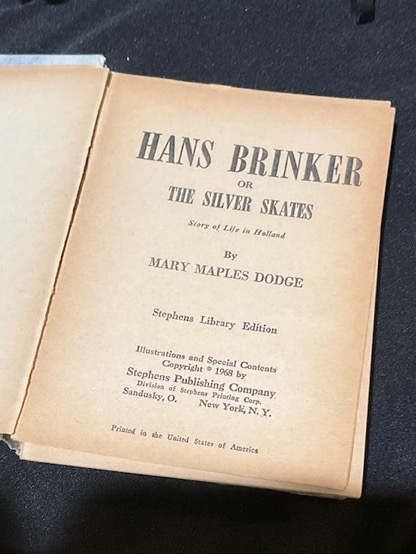 HANS BRINKER
OR
THE SILVER SKATES
Story of Life in Holland
By
MARY MAPLES DODGE
Stephens Library Edition
Illustrations and Special Contents
Copyright © 1968 by
Stephens Publishing Company
Division of Stephens Printing Corp.
Sandusky, O. New York, N. Y.
Printed in the United States of America